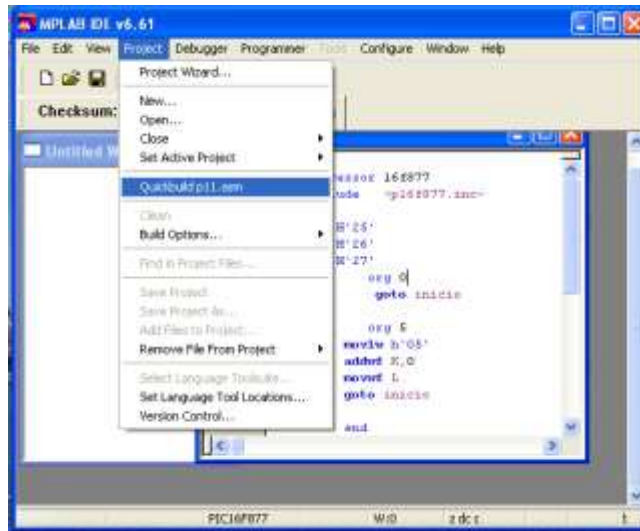 MPLAB IDE v6.61
File Edit View Project Debugger Programmer Tools Configure Window Help
Checksum:
Project Wizard...
New...
Open...
Close
Set Active Project
Quickbuild p11.asm
Clean
Build Options...
Find in Project Files...
Save Project
Save Project As...
Add Files to Project...
Remove File From Project
Select Language Toolsuite...
Set Language Tool Locations...
Version Control...
Untitled W
essor 16f877
ude <p16f877.inc>
H'25'
H'26'
H'27'
org 0
goto inicio
org 5
movlw h'05'
addwf K,0
movwf L
goto inicio
end
PIC16F877 W:0 z dc c